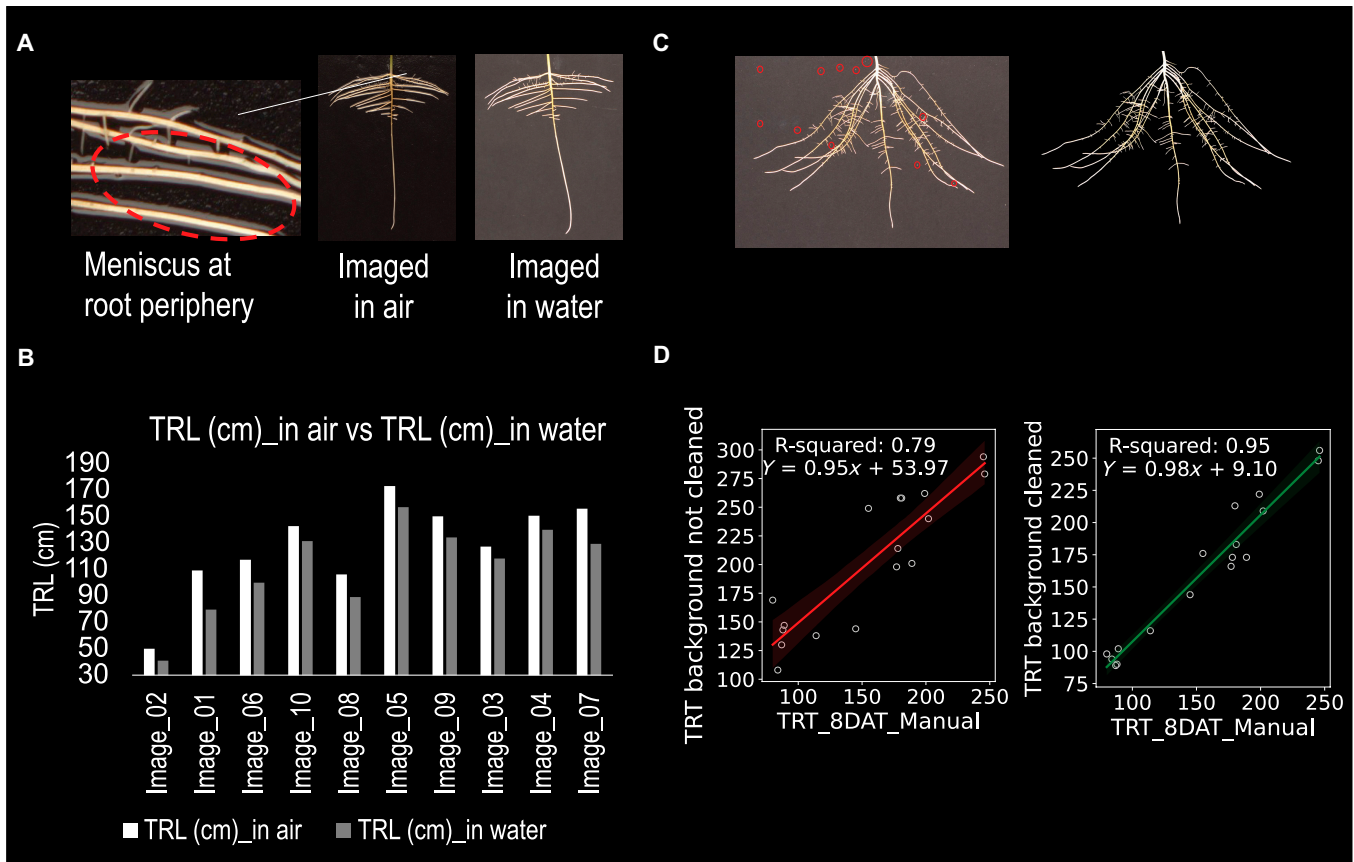 A
Meniscus at
root periphery
Imaged
in air
Imaged
in water
B
TRL (cm)_in air vs TRL (cm)_in water
TRL (cm)
190
170
150
130
110
90
70
50
30
Image_02
Image_01
Image_06
Image_10
Image_08
Image_05
Image_09
Image_03
Image_04
Image_07
TRL (cm)_in air
TRL (cm)_in water
C
D
TRT background not cleaned
300
275
250
225
200
175
150
125
100
R-squared: 0.79
Y = 0.95x + 53.97
100
150
200
250
TRT_8DAT_Manual
TRT background cleaned
250
225
200
175
150
125
100
75
R-squared: 0.95
Y = 0.98x + 9.10
100
150
200
250
TRT_8DAT_Manual